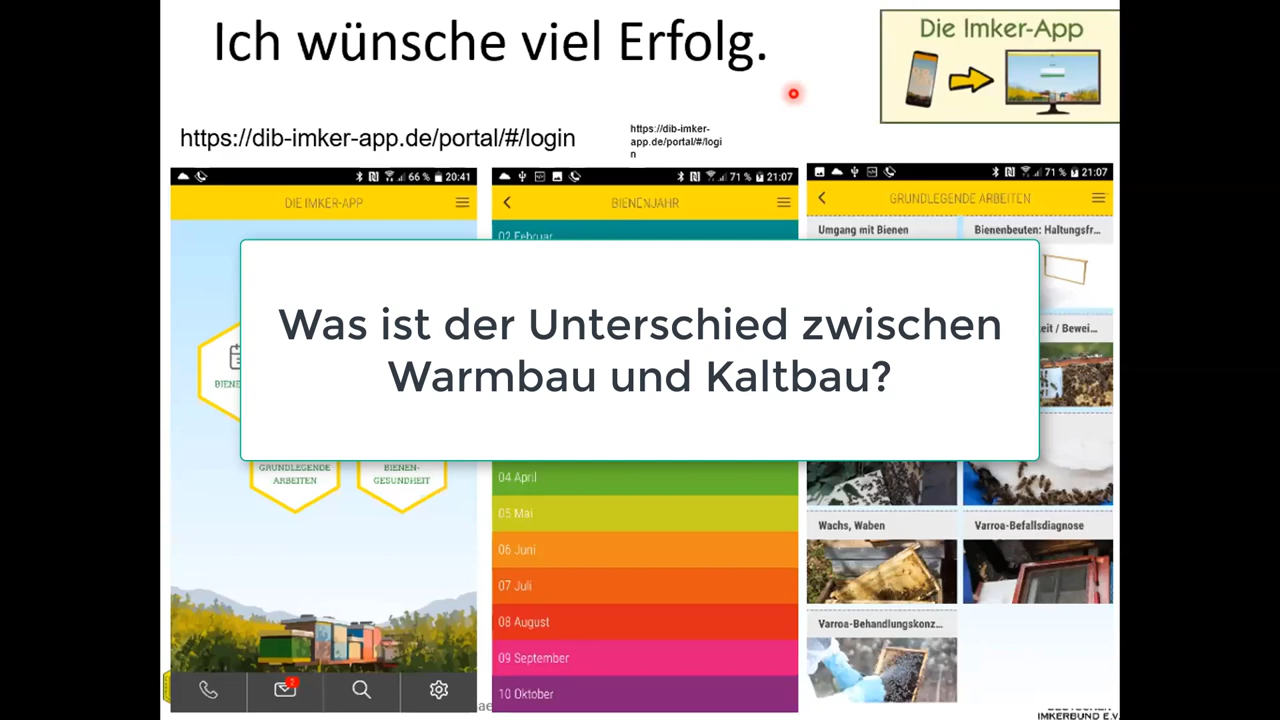 Ich wünsche viel Erfolg.
Die Imker-App
https://dib-imker-app.de/portal/#/login
https://dib-imker-
app.de/portal/#/logi
n
66 % 20:41
DIE IMKER-APP
GRUNDLEGENDE
ARBEITEN
BIENEN-
GESUNDHEIT
2
71 % 21:07
BIENENJAHR
02 Februar
04 April
05 Mai
06 Juni
07 Juli
08 August
09 September
10 Oktober
71 % 21:07
GRUNDLEGENDE ARBEITEN
Umgang mit Bienen
Bienenbeuten: Haltungsfr...
Wachs, Waben
Varroa-Befallsdiagnose
Varroa-Behandlungskonz...
Was ist der Unterschied zwischen
Warmbau und Kaltbau?
IMKERBUND E.V